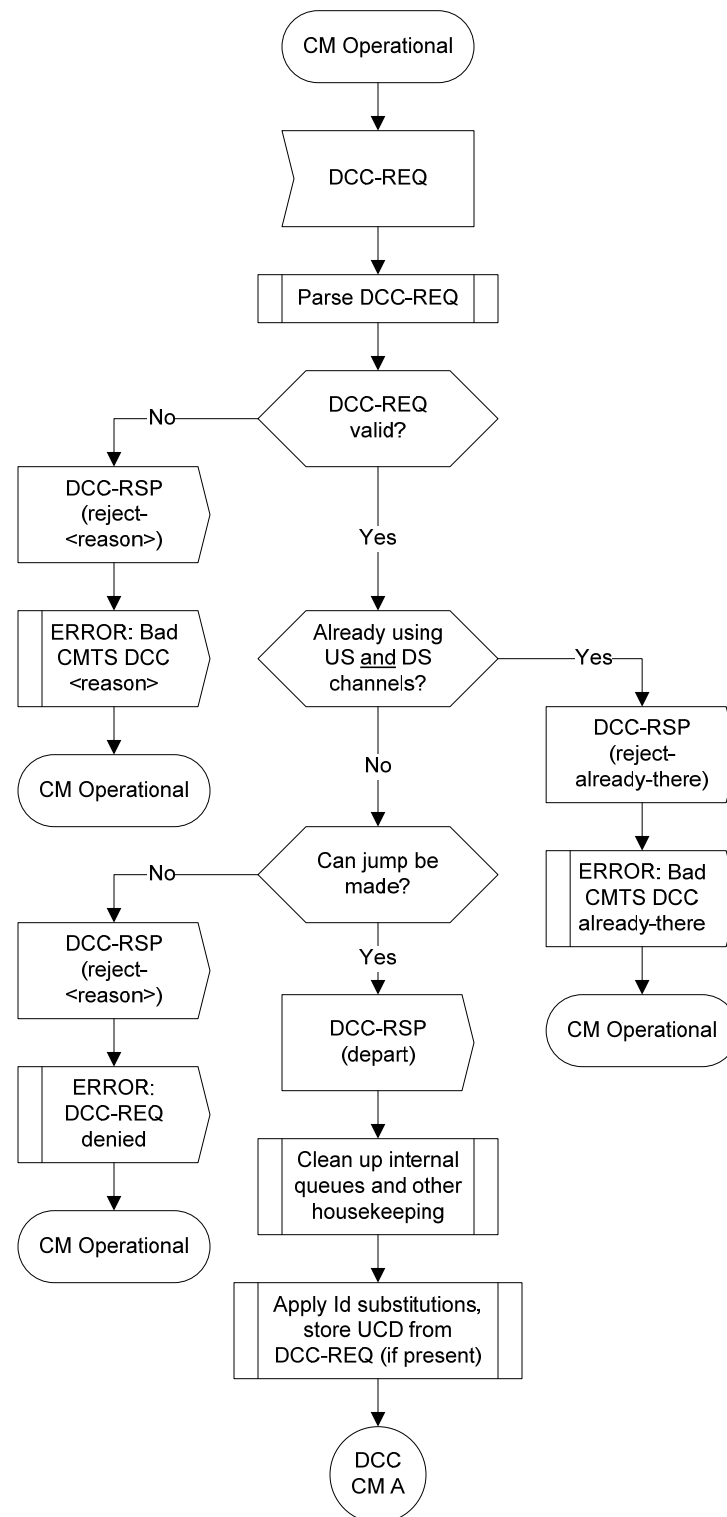 CM Operational
DCC-REQ
Parse DCC-REQ
DCC-REQ
valid?
No
DCC-RSP
(reject-
<reason>)
Yes
ERROR: Bad
CMTS DCC
<reason>
Already using
US and DS
channels?
Yes
DCC-RSP
(reject-
already-there)
CM Operational
No
Can jump be
made?
No
ERROR: Bad
CMTS DCC
already-there
DCC-RSP
(reject-
<reason>)
Yes
DCC-RSP
(depart)
CM Operational
ERROR:
DCC-REQ
denied
Clean up internal
queues and other
housekeeping
CM Operational
Apply Id substitutions,
store UCD from
DCC-REQ (if present)
DCC
CM A